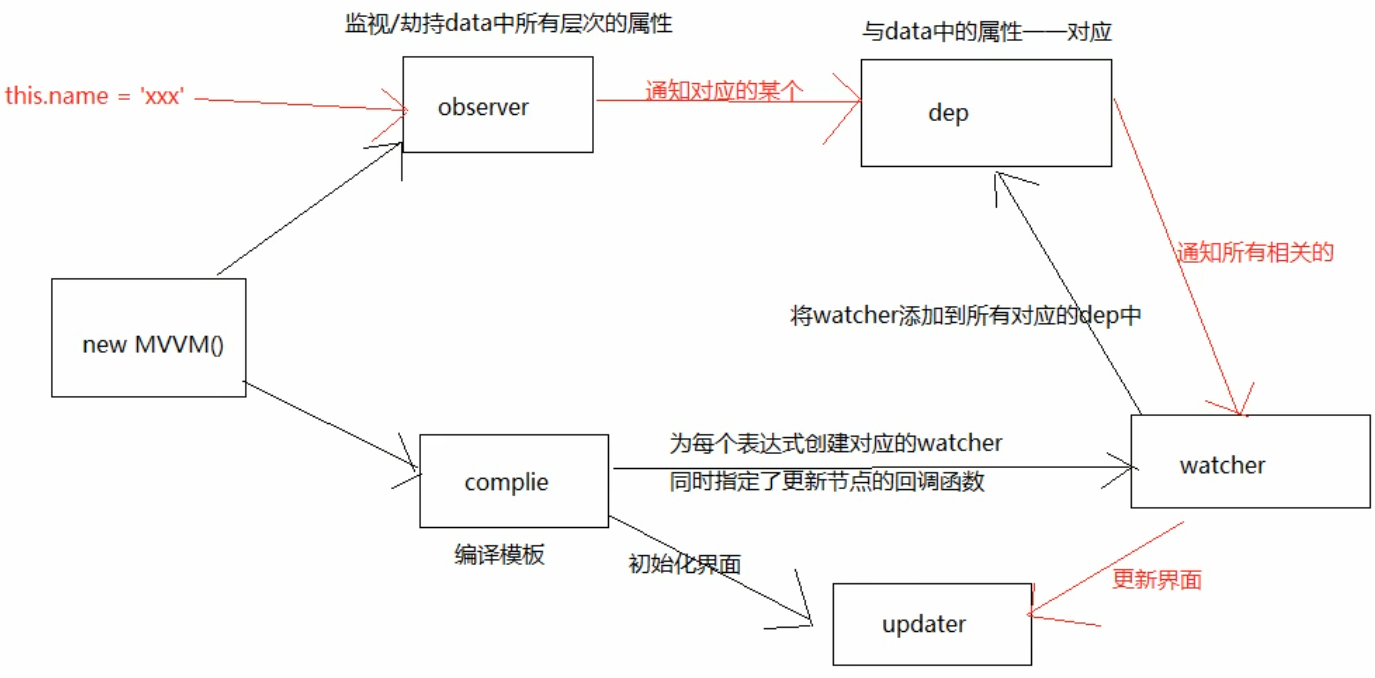 监视/劫持data中所有层次的属性
与data中的属性一一对应
this.name = 'xxx'
observer
通知对应的某个
dep
通知所有相关的
new MVVM()
将watcher添加到所有对应的dep中
为每个表达式创建对应的watcher
complie
同时指定了更新节点的回调函数
watcher
编译模板
初始化界面
更新界面
updater